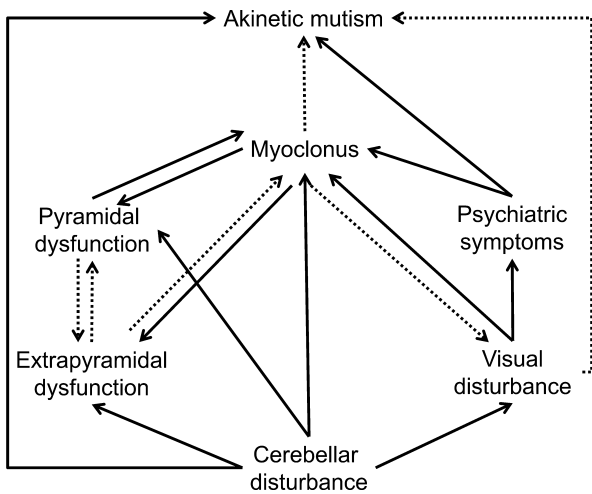 Akinetic mutism
Myoclonus
Pyramidal
dysfunction
Psychiatric
symptoms
Extrapyramidal
dysfunction
Visual
disturbance
Cerebellar
disturbance